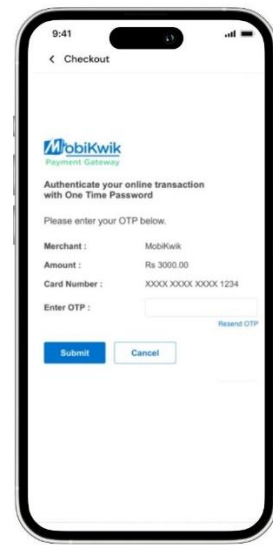 9:41
Checkout
MobiKwik
Payment Gateway
Authenticate your online transaction
with One Time Password
Please enter your OTP below.
Merchant : MobiKwik
Amount : Rs 3000.00
Card Number : XXXX XXXX XXXX 1234
Enter OTP :
Resend OTP
Submit Cancel